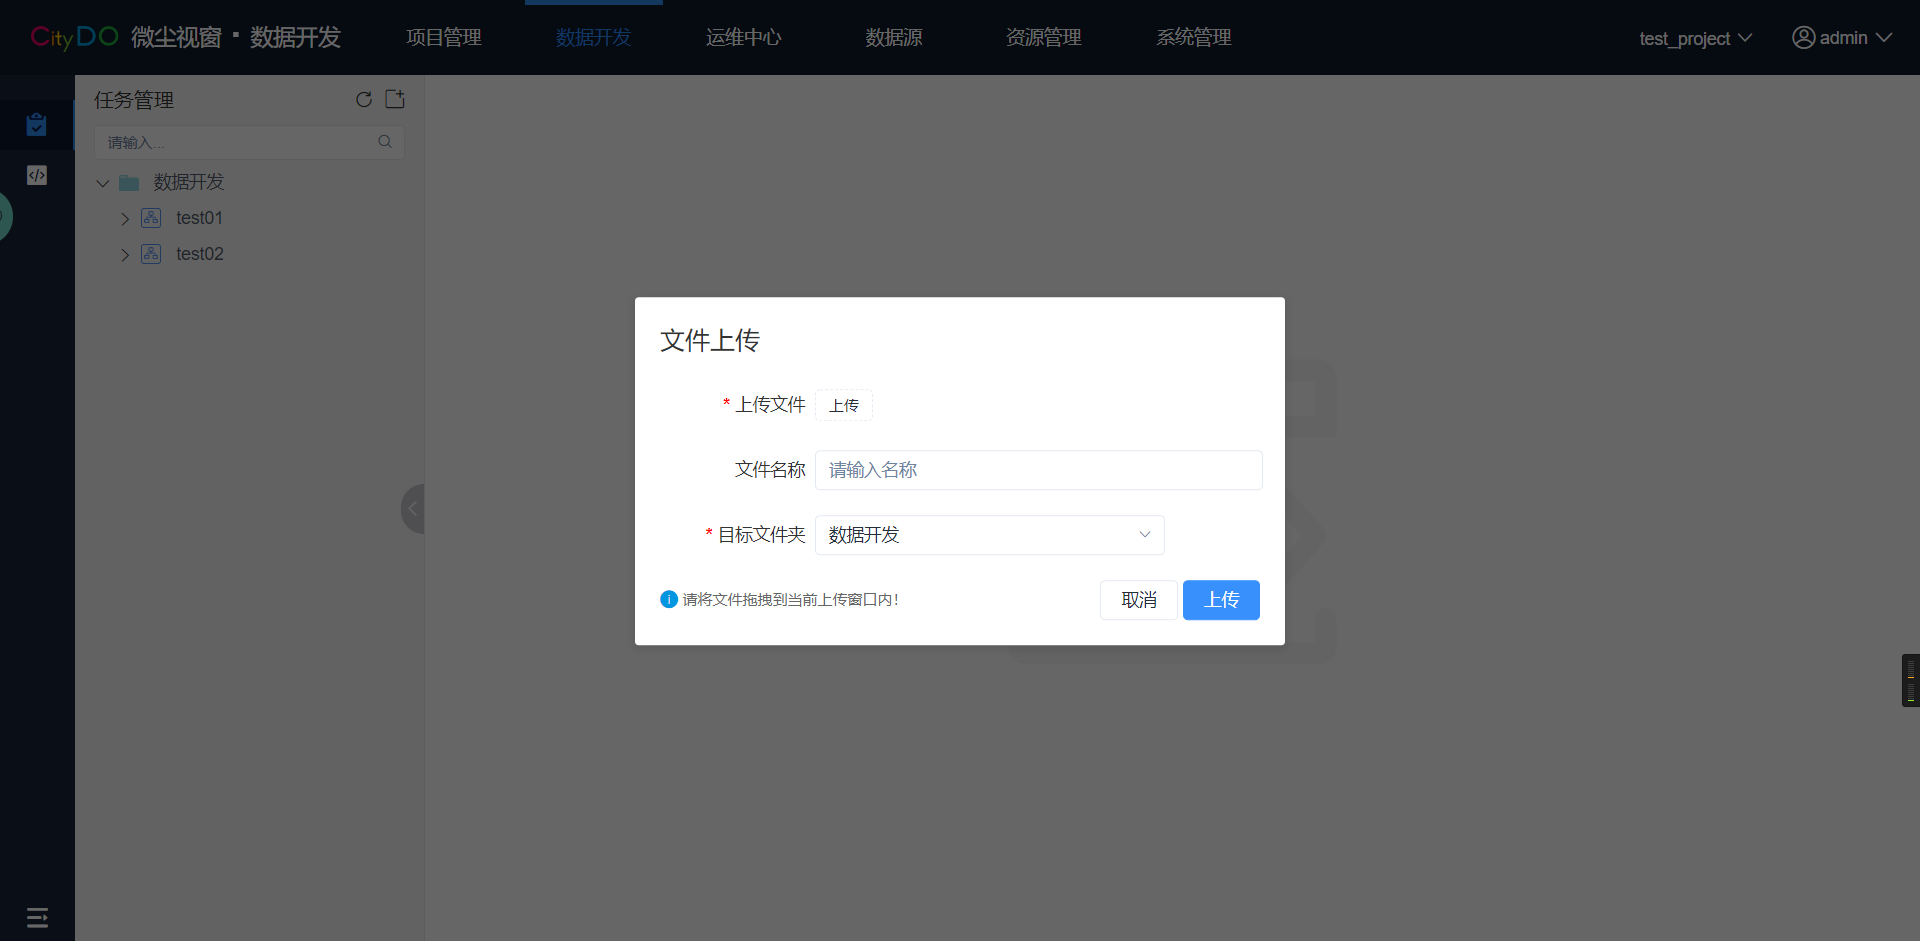 CityDO 微尘视窗·数据开发 项目管理 数据开发 运维中心 数据源 资源管理 系统管理 test_project admin
任务管理
请输入...
数据开发
test01
test02
文件上传
* 上传文件 上传
文件名称 请输入名称
* 目标文件夹 数据开发
请将文件拖拽到当前上传窗口内!
取消 上传